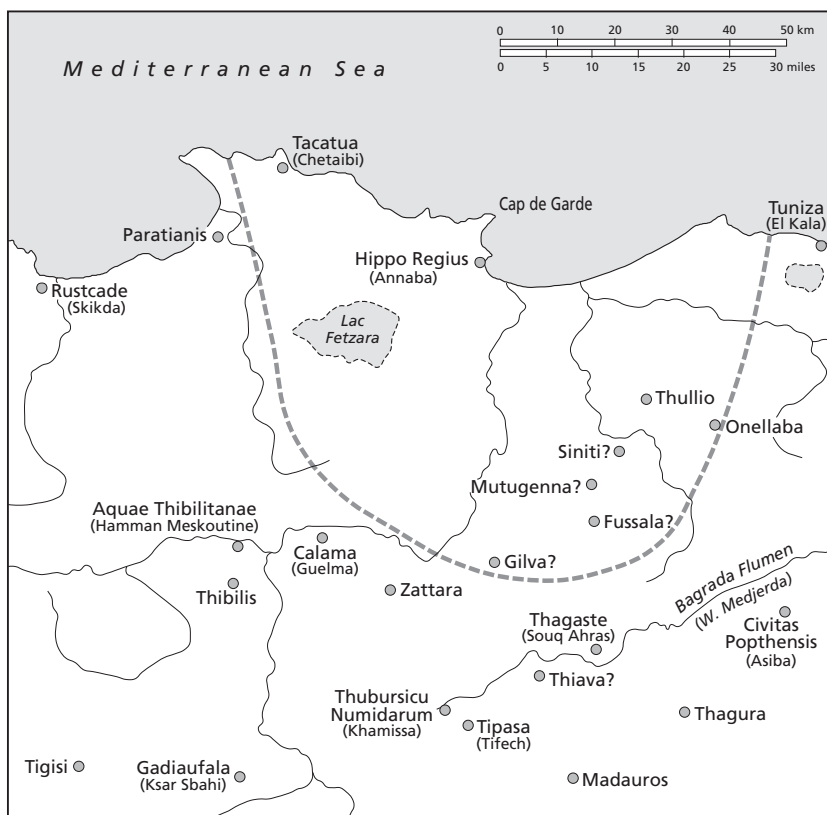 0 10 20 30 40 50 km
0 5 10 15 20 25 30 miles
Mediterranean Sea
Tacatua
(Chetaibi)
Cap de Garde
Tuniza
(El Kala)
Paratianis
Hippo Regius
(Annaba)
Rustcade
(Skikda)
Lac
Fetzara
Thullio
Onellaba
Siniti?
Mutugenna?
Aquae Thibilitanae
(Hamman Meskoutine)
Fussala?
Calama
(Guelma)
Gilva?
Zattara
Thibilis
Bagrada Flumen
(W. Medjerda)
Thagaste
(Souq Ahras)
Civitas
Popthensis
(Asiba)
Thiava?
Thubursicu
Numidarum
(Khamissa)
Tipasa
(Tifech)
Thagura
Tigisi
Gadiaufala
(Ksar Sbahi)
Madauros